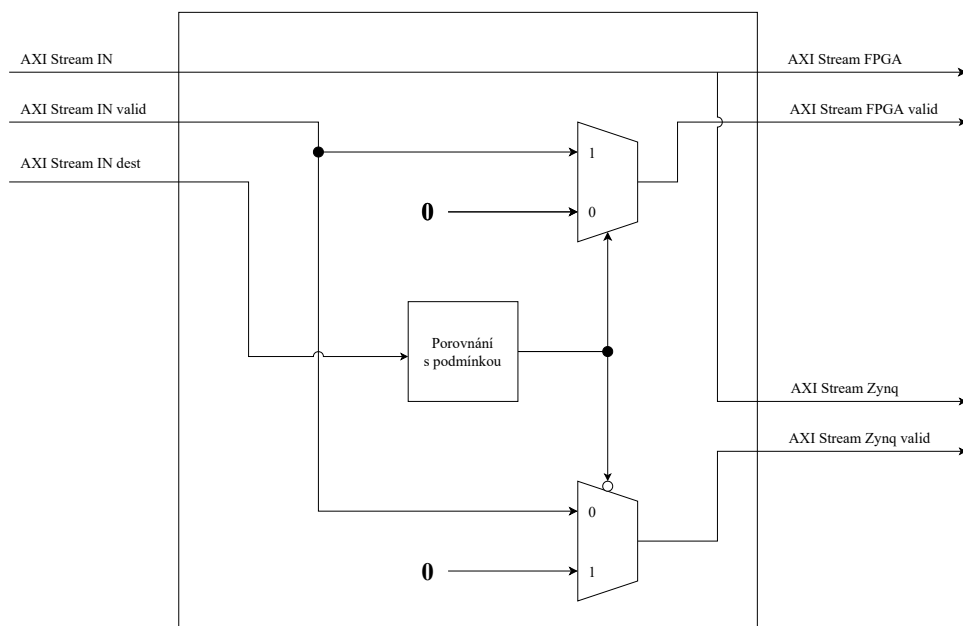 AXI Stream IN
AXI Stream FPGA
AXI Stream IN valid
AXI Stream FPGA valid
AXI Stream IN dest
1
0
0
Porovnání
s podmínkou
AXI Stream Zynq
AXI Stream Zynq valid
0
0
1